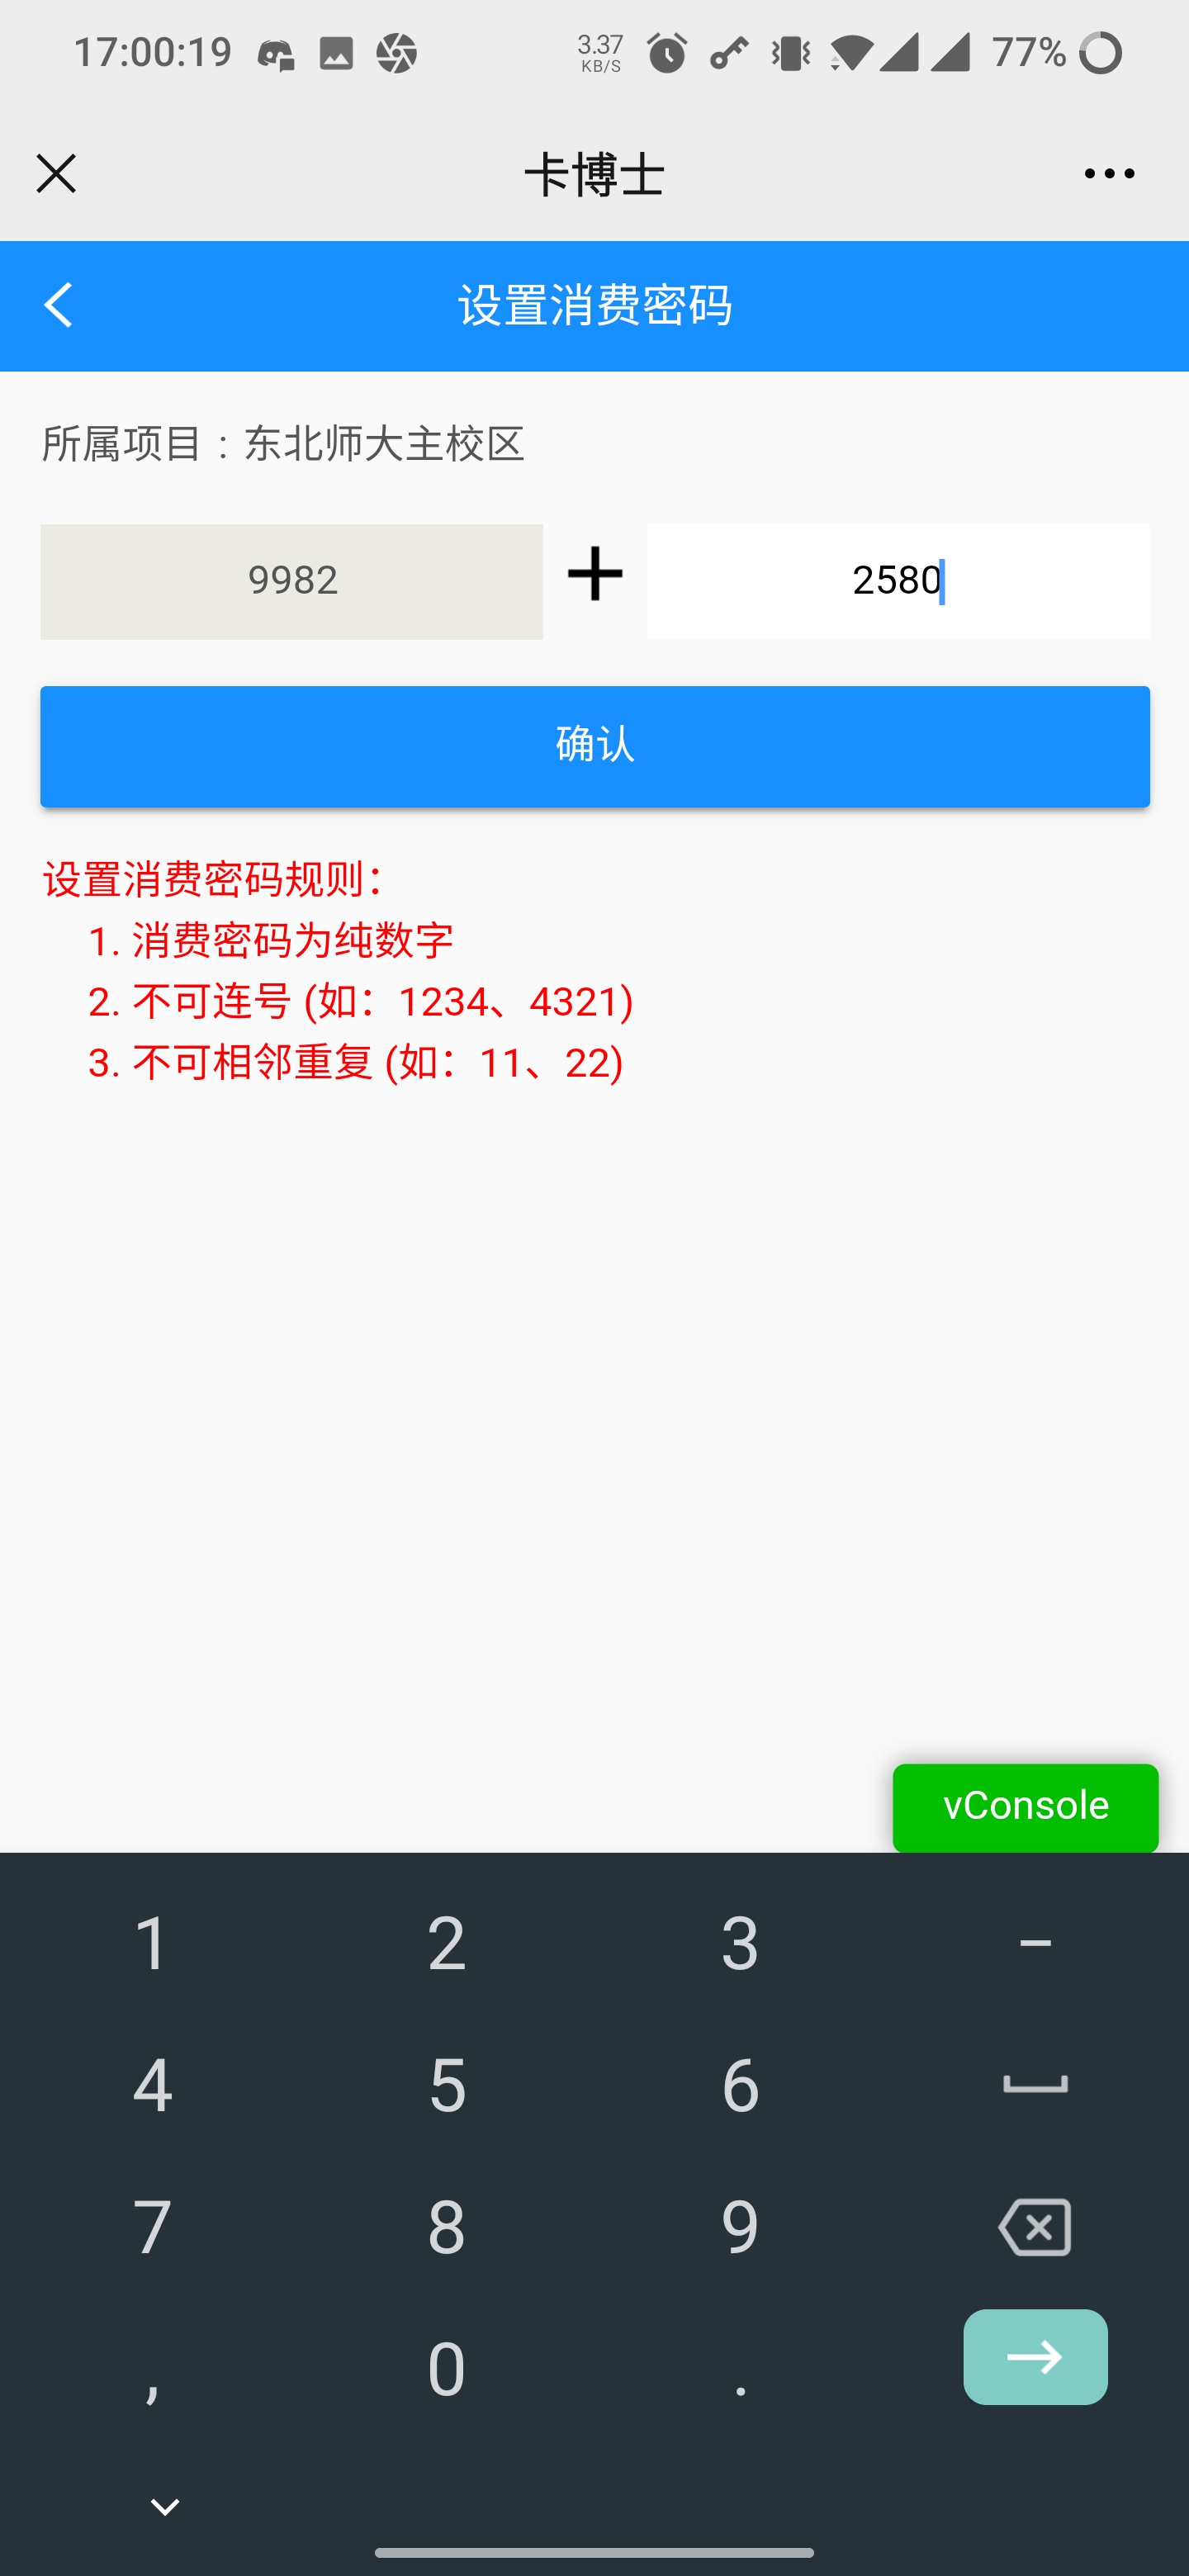 17:00:19 3.37 KB/S 77%
卡博士
设置消费密码
所属项目：东北师大主校区
9982 + 2580
确认
设置消费密码规则：
1. 消费密码为纯数字
2. 不可连号 (如：1234、4321)
3. 不可相邻重复 (如：11、22)
vConsole
1 2 3 −
4 5 6
7 8 9
, 0 .